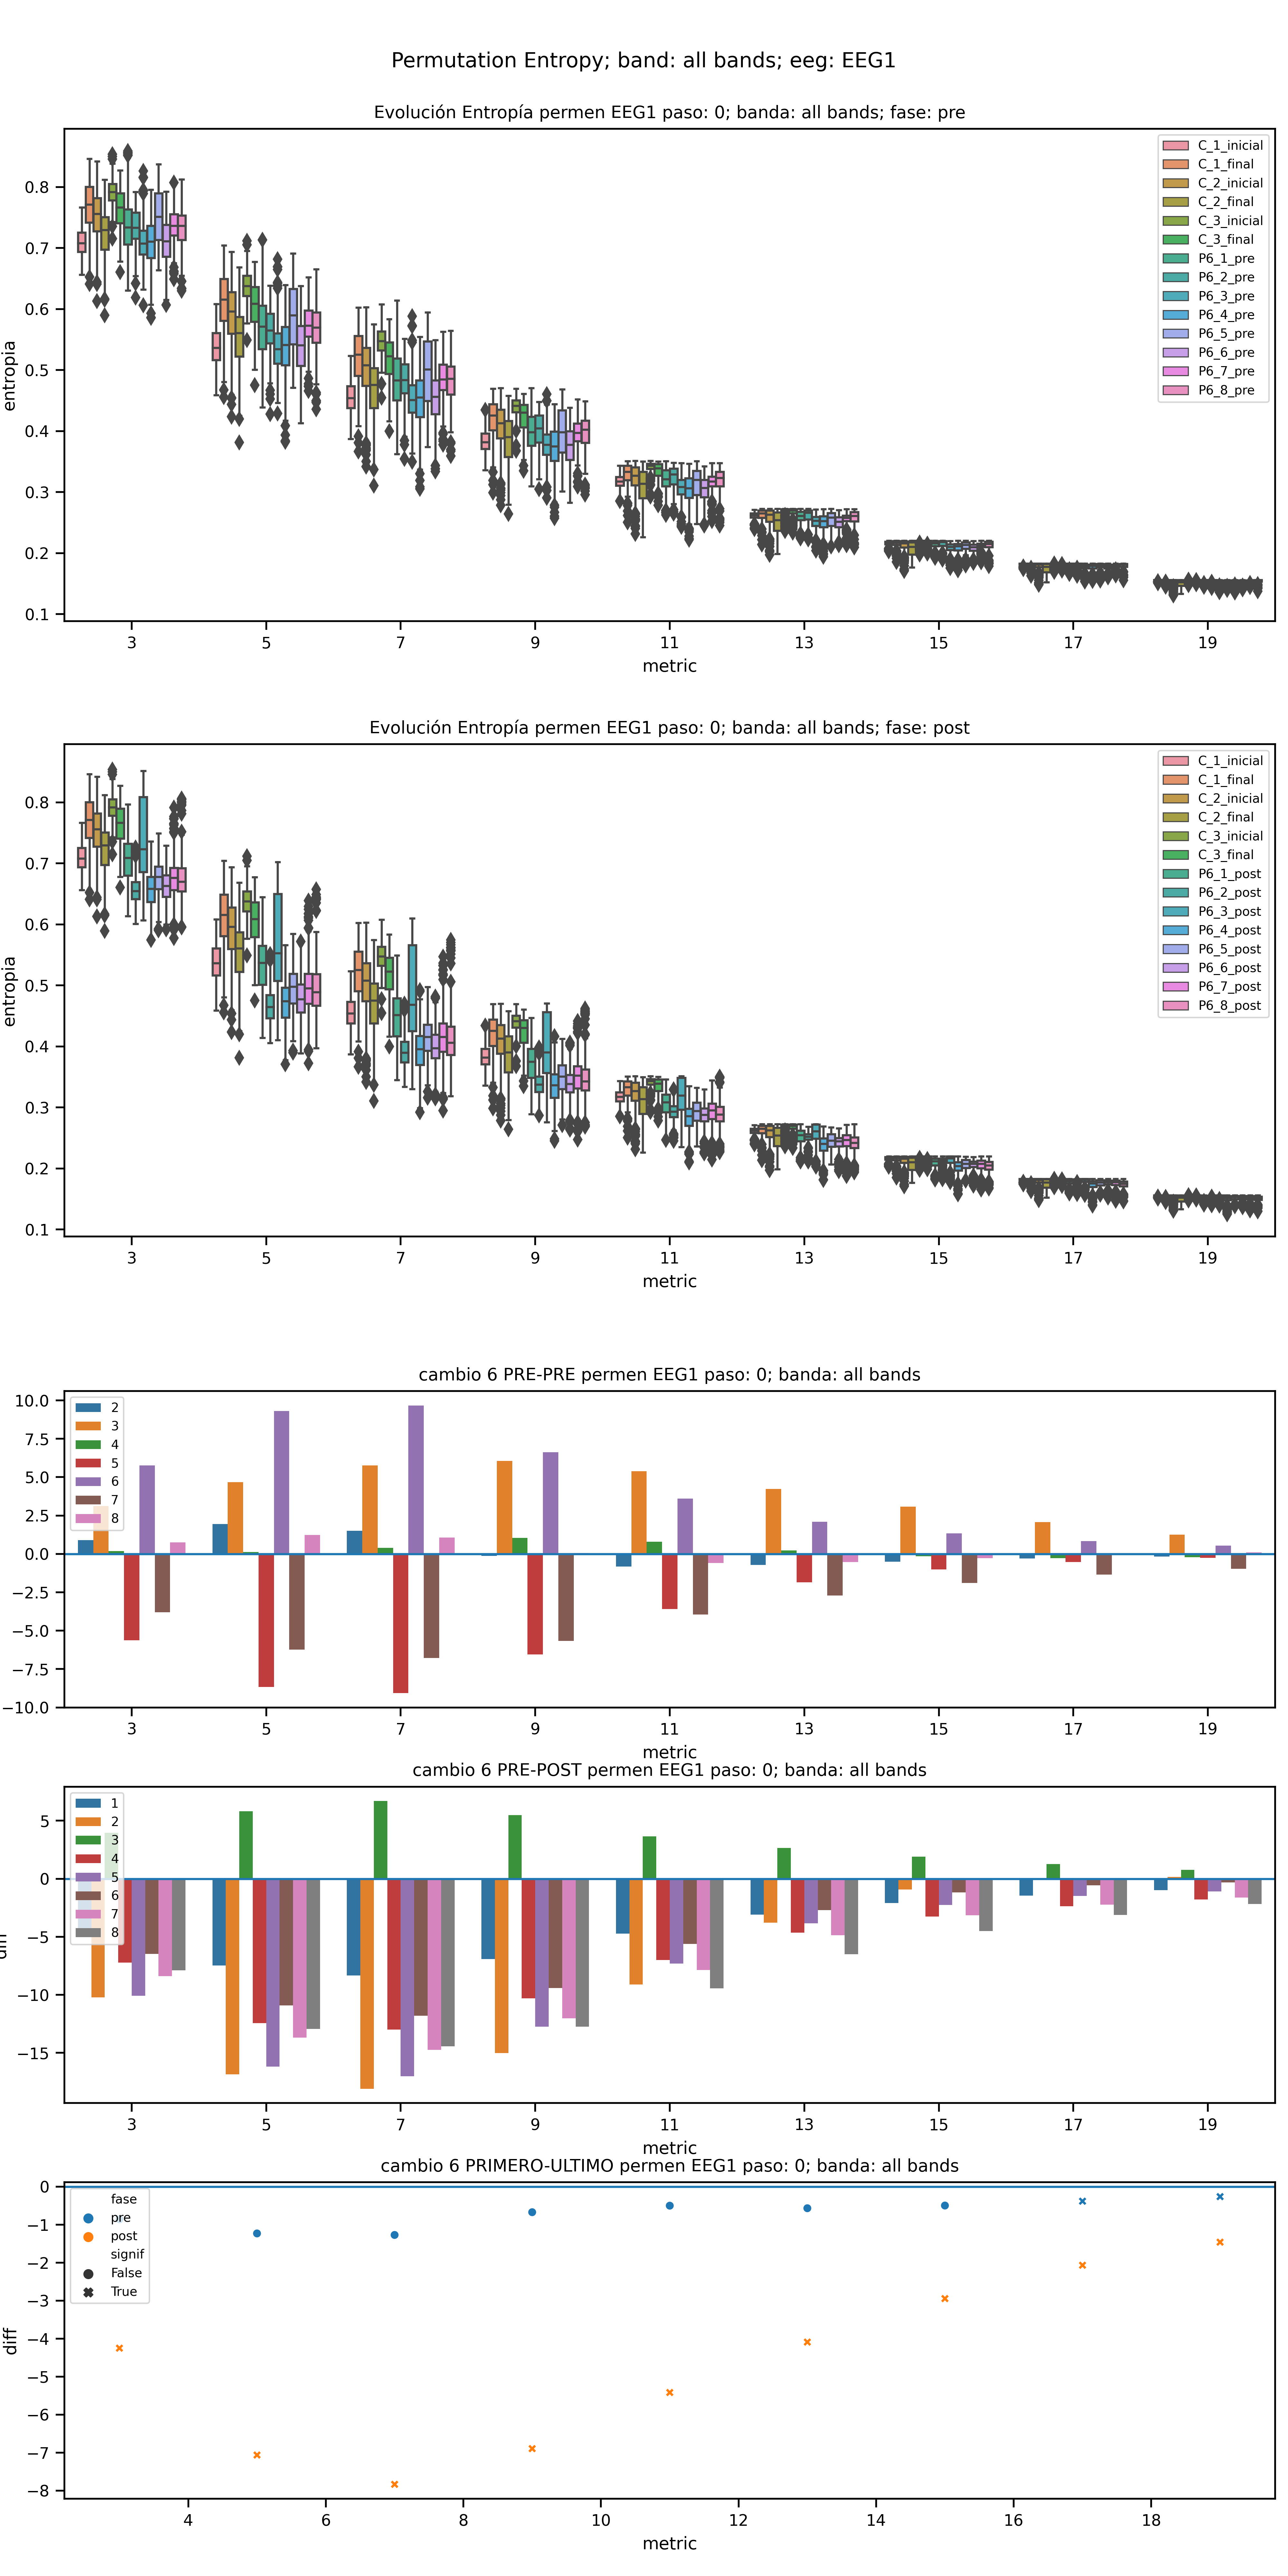 Permutation Entropy; band: all bands; eeg: EEG1
Evolución Entropía permen EEG1 paso: 0; banda: all bands; fase: pre
entropia
0.8
0.7
0.6
0.5
0.4
0.3
0.2
0.1
C_1_inicial
C_1_final
C_2_inicial
C_2_final
C_3_inicial
C_3_final
P6_1_pre
P6_2_pre
P6_3_pre
P6_4_pre
P6_5_pre
P6_6_pre
P6_7_pre
P6_8_pre
3 5 7 9 11 13 15 17 19
metric
Evolución Entropía permen EEG1 paso: 0; banda: all bands; fase: post
entropia
0.8
0.7
0.6
0.5
0.4
0.3
0.2
0.1
C_1_inicial
C_1_final
C_2_inicial
C_2_final
C_3_inicial
C_3_final
P6_1_post
P6_2_post
P6_3_post
P6_4_post
P6_5_post
P6_6_post
P6_7_post
P6_8_post
3 5 7 9 11 13 15 17 19
metric
cambio 6 PRE-PRE permen EEG1 paso: 0; banda: all bands
10.0
7.5
5.0
2.5
0.0
−2.5
−5.0
−7.5
−10.0
2
3
4
5
6
7
8
3 5 7 9 11 13 15 17 19
metric
cambio 6 PRE-POST permen EEG1 paso: 0; banda: all bands
5
0
−5
−10
−15
1
2
3
4
5
6
7
8
3 5 7 9 11 13 15 17 19
metric
cambio 6 PRIMERO-ULTIMO permen EEG1 paso: 0; banda: all bands
diff
0
−1
−2
−3
−4
−5
−6
−7
−8
fase
pre
post
signif
False
True
4 6 8 10 12 14 16 18
metric